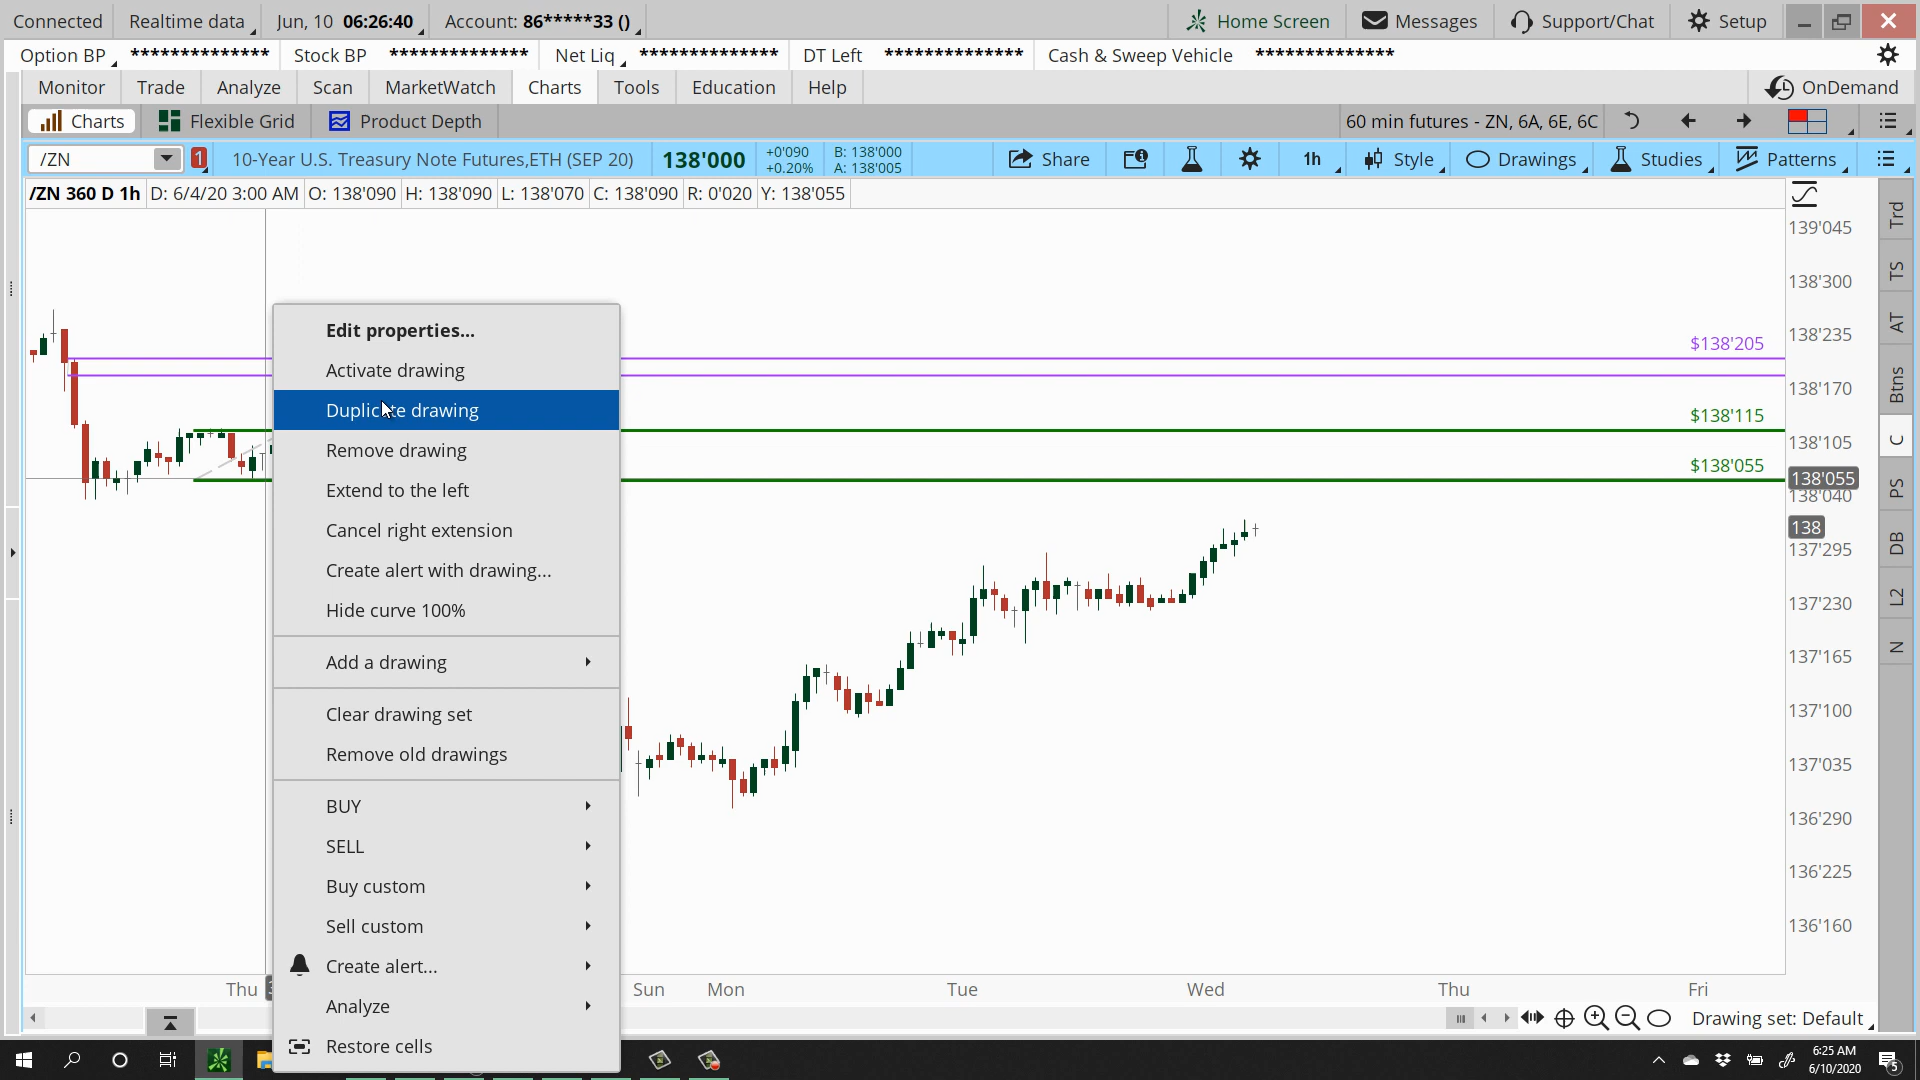 Connected Realtime data Jun, 10 06:26:40 Account: 86*****33 () Home Screen Messages Support/Chat Setup
Option BP ************** Stock BP ************** Net Liq ************** DT Left ************** Cash & Sweep Vehicle **************
Monitor Trade Analyze Scan MarketWatch Charts Tools Education Help OnDemand
Charts Flexible Grid Product Depth 60 min futures - ZN, 6A, 6E, 6C
/ZN 1 10-Year U.S. Treasury Note Futures,ETH (SEP 20) 138'000 +0'090 B: 138'000 Share 1h Style Drawings Studies Patterns
+0.20% A: 138'005
/ZN 360 D 1h D: 6/4/20 3:00 AM O: 138'090 H: 138'090 L: 138'070 C: 138'090 R: 0'020 Y: 138'055
Trd
139'045
TS
138'300
Edit properties...
AT
138'235
$138'205
Activate drawing
Btns
138'170
Duplicate drawing
$138'115
138'105
C
Remove drawing
$138'055
138'055
Extend to the left
138'040
PS
Cancel right extension
138
DB
137'295
Create alert with drawing...
L2
137'230
Hide curve 100%
N
137'165
Add a drawing
137'100
Clear drawing set
Remove old drawings
137'035
BUY
136'290
SELL
136'225
Buy custom
136'160
Sell custom
Create alert...
Thu Sun Mon Tue Wed Thu Fri
Analyze
Drawing set: Default
Restore cells
6:25 AM
6/10/2020
5